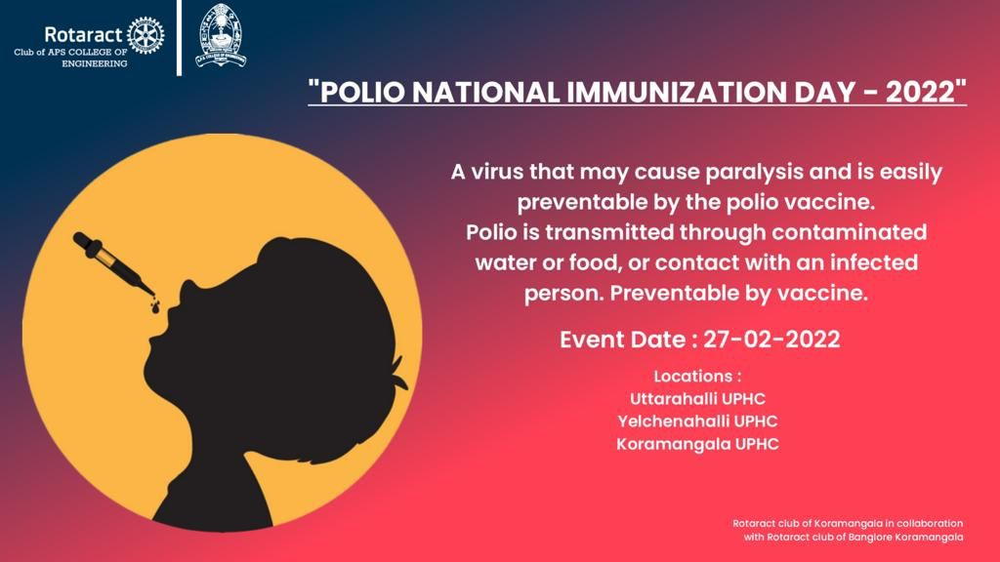 Rotaract
Club of APS COLLEGE OF
ENGINEERING
"POLIO NATIONAL IMMUNIZATION DAY - 2022"
A virus that may cause paralysis and is easily
preventable by the polio vaccine.
Polio is transmitted through contaminated
water or food, or contact with an infected
person. Preventable by vaccine.
Event Date : 27-02-2022
Locations :
Uttarahalli UPHC
Yelchenahalli UPHC
Koramangala UPHC
Rotaract club of Koramangala in collaboration
with Rotaract club of Banglore Koramangala